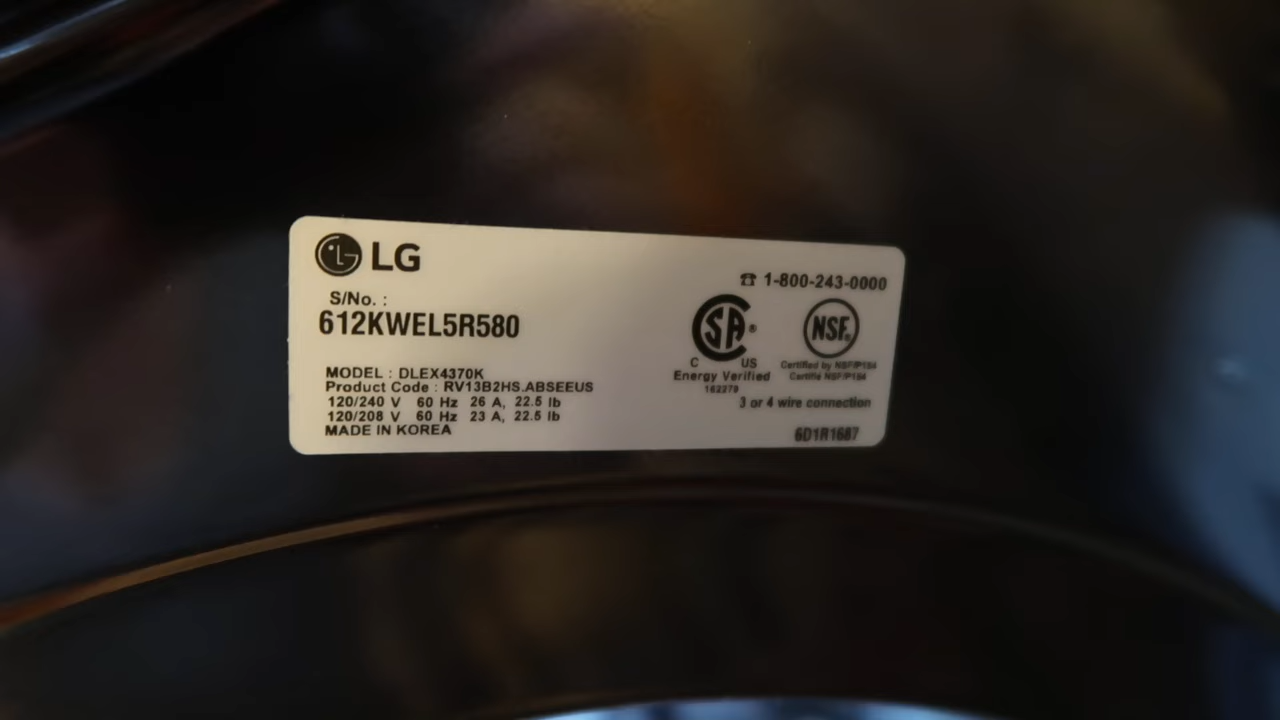 LG
S/No. :
612KWEL5R580
MODEL : DLEX4370K
Product Code : RV13B2HS.ABSEEUS
120/240 V 60 Hz 26 A, 22.5 lb
120/208 V 60 Hz 23 A, 22.5 lb
MADE IN KOREA
☎ 1-800-243-0000
SA®
C US
Energy Verified
162279
NSF®
Certified by NSF/P154
Certifie NSF/P154
3 or 4 wire connection
6D1R1687